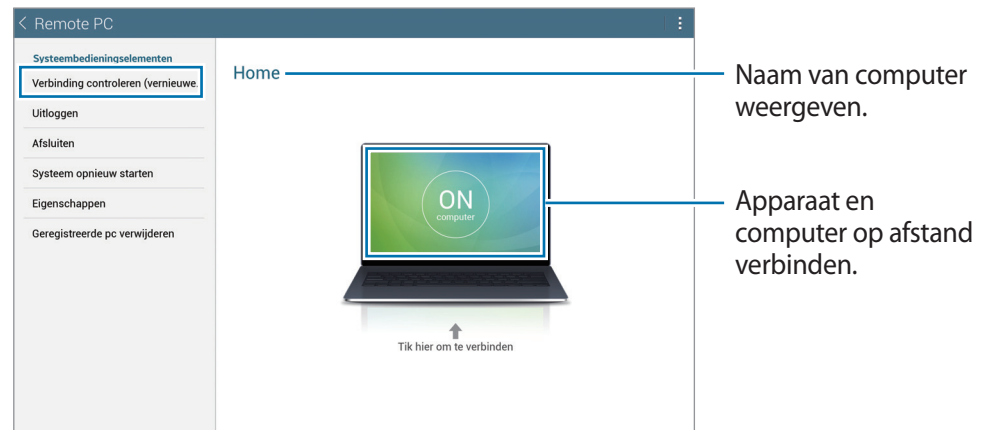 Remote PC
Systeembedieningselementen
Verbinding controleren (vernieuwe.
Uitloggen
Afsluiten
Systeem opnieuw starten
Eigenschappen
Geregistreerde pc verwijderen
Home
ON
computer
Tik hier om te verbinden
Naam van computer
weergeven.
Apparaat en
computer op afstand
verbinden.